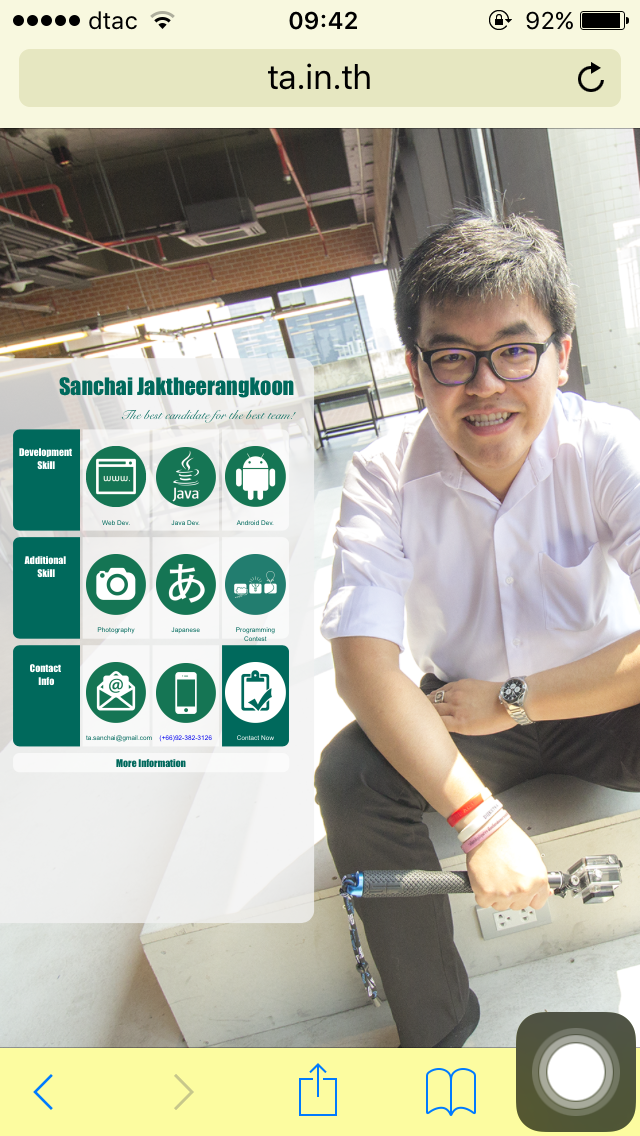 dtac 09:42 92%
ta.in.th
Sanchai Jaktheerangkoon
The best candidate for the best team!
Development
Skill
www.
Java
Web Dev.
Java Dev.
Android Dev.
Additional
Skill
あ
Photography
Japanese
Programming
Contest
Contact
Info
@
ta.sanchai@gmail.com
(+66)92-382-3126
Contact Now
More Information